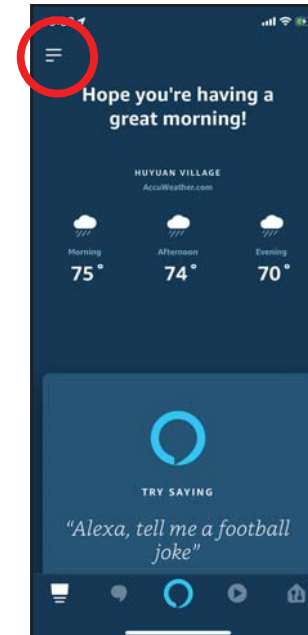 Hope you're having a
great morning!
HUYUAN VILLAGE
AccuWeather.com
Morning
Afternoon
Evening
75°
74°
70°
TRY SAYING
"Alexa, tell me a football
joke"